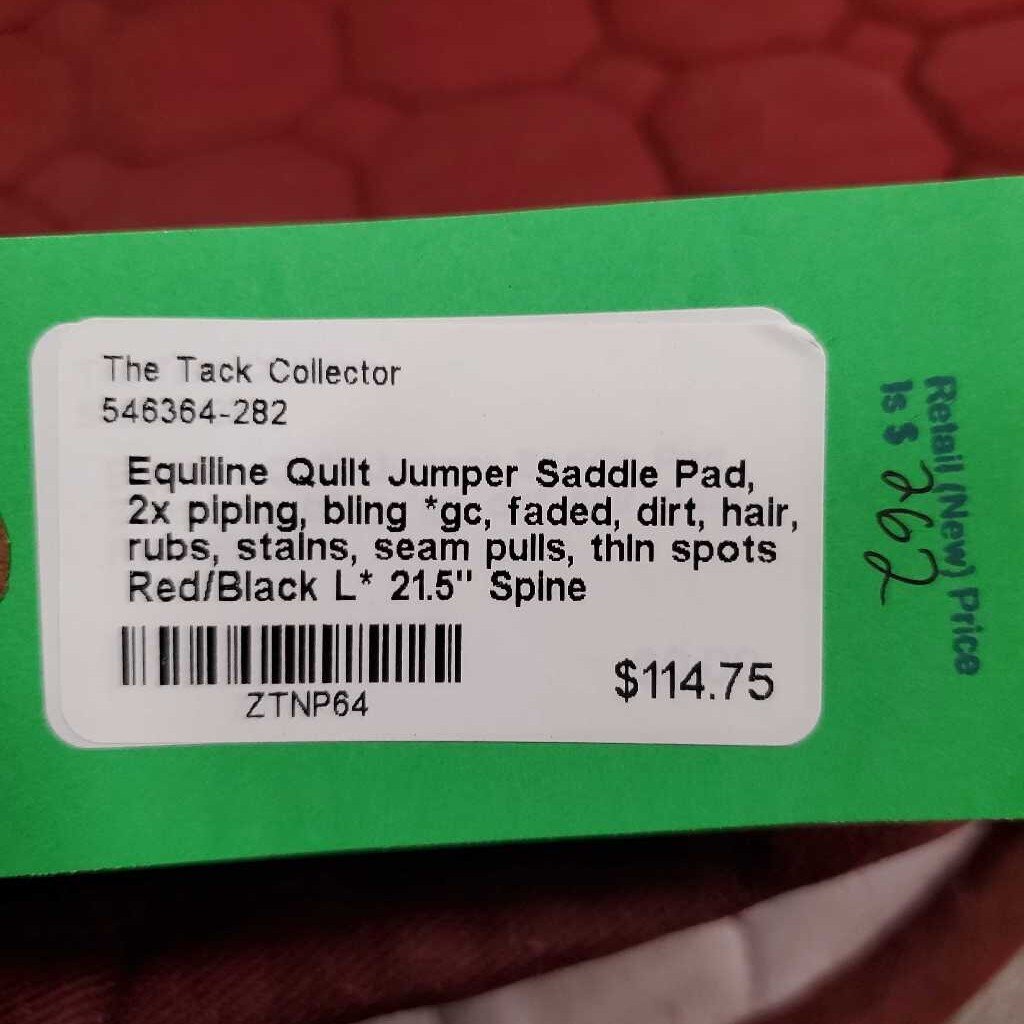 The Tack Collector
546364-282
Equiline Quilt Jumper Saddle Pad,
2x piping, bling *gc, faded, dirt, hair,
rubs, stains, seam pulls, thin spots
Red/Black L* 21.5" Spine
ZTNP64
$114.75
Retail (New) Price
Is $ 262